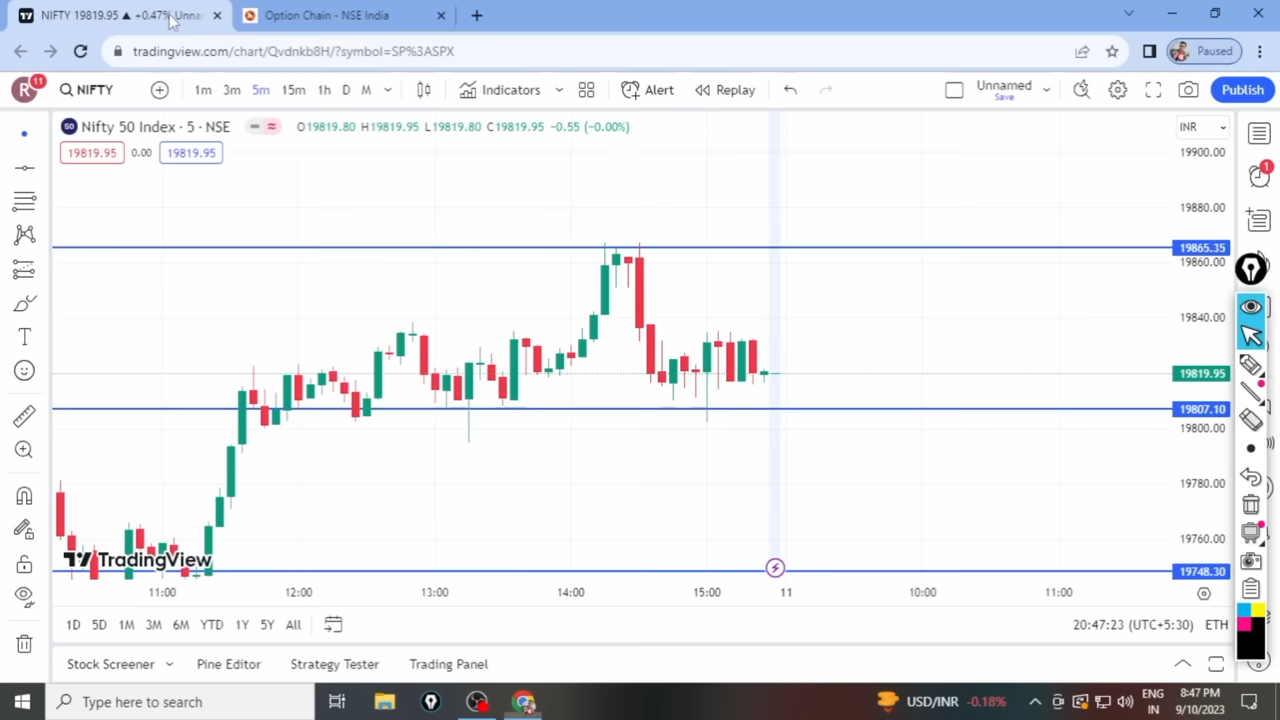 NIFTY 19819.95 ▲ +0.47% Unna
Option Chain - NSE India
tradingview.com/chart/Qvdnkb8H/?symbol=SP%3ASPX
Paused
R 11
NIFTY
1m 3m 5m 15m 1h D M
Indicators
Alert
Replay
Unnamed
Save
Publish
50 Nifty 50 Index · 5 · NSE
O19819.80 H19819.95 L19819.80 C19819.95 -0.55 (-0.00%)
INR
19819.95 0.00 19819.95
1
19900.00
19880.00
19865.35
19860.00
19840.00
19819.95
19807.10
19800.00
19780.00
19760.00
19748.30
TradingView
11:00 12:00 13:00 14:00 15:00 11 10:00 11:00
1D 5D 1M 3M 6M YTD 1Y 5Y All
20:47:23 (UTC+5:30) ETH
Stock Screener
Pine Editor
Strategy Tester
Trading Panel
Type here to search
USD/INR -0.18%
ENG
IN
8:47 PM
9/10/2023